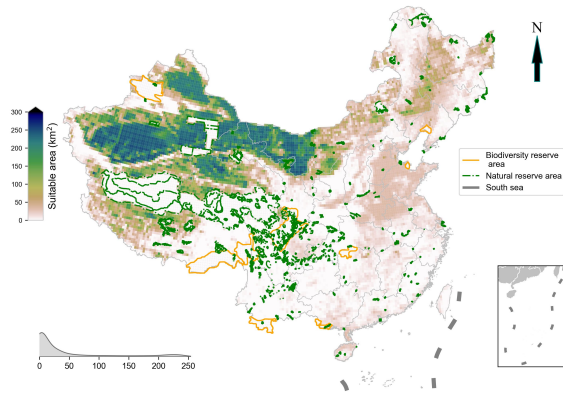 N
300
250
200
150
100
50
0
Suitable area (km²)
Biodiversity reserve
area
Natural reserve area
South sea
0 50 100 150 200 250